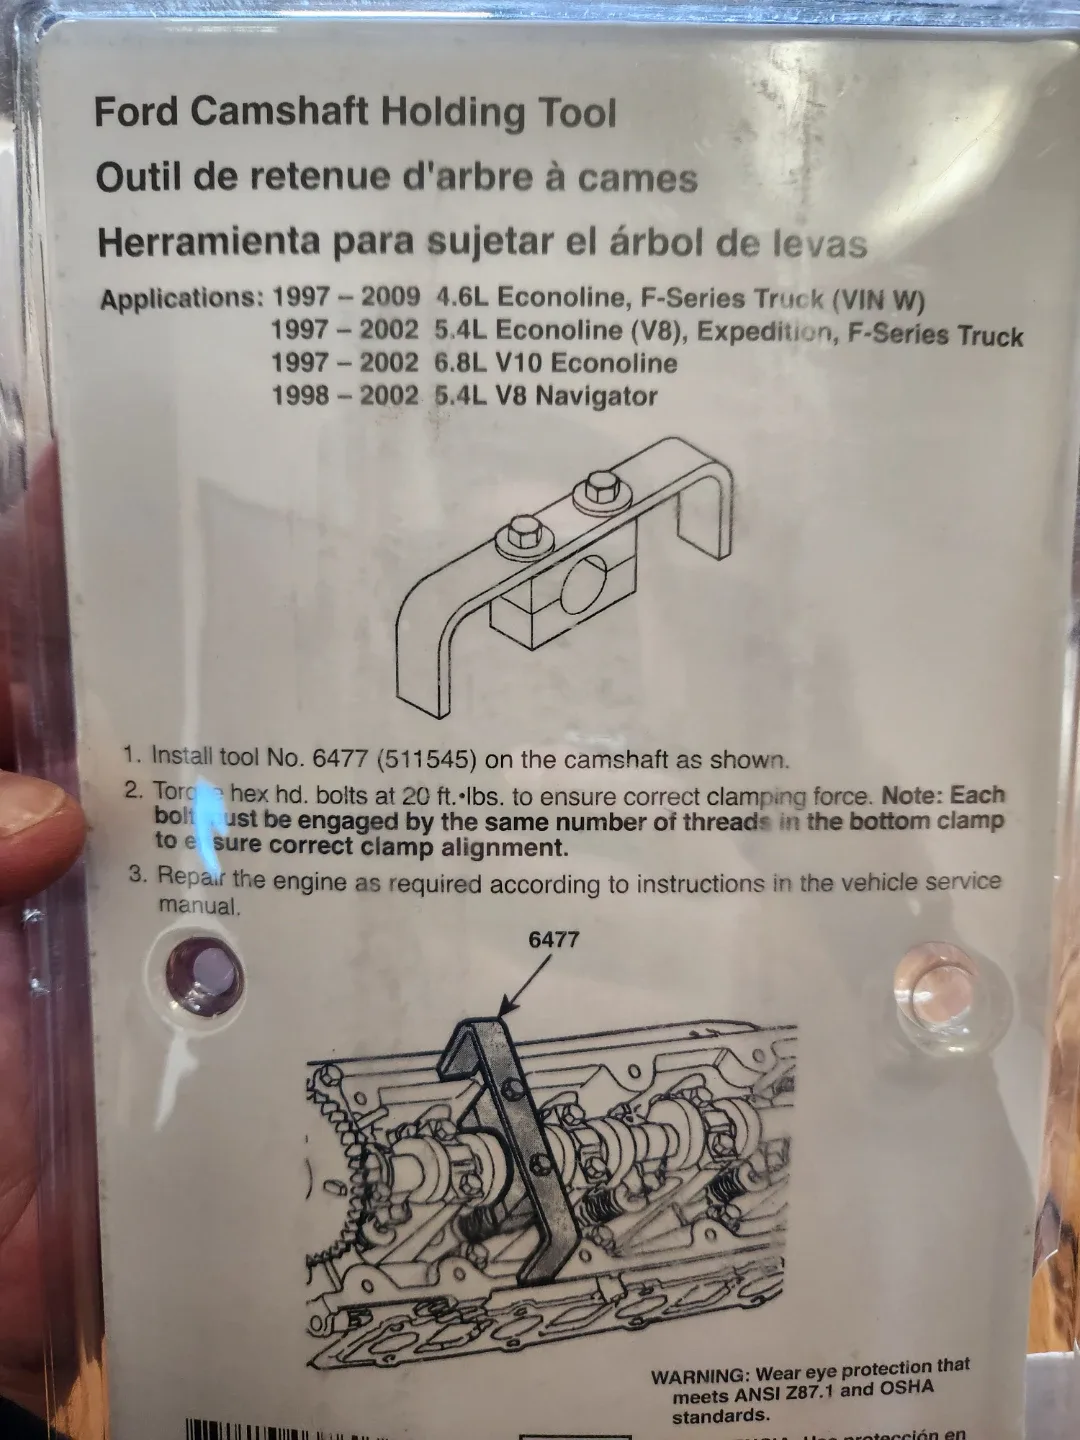 Ford Camshaft Holding Tool
Outil de retenue d'arbre à cames
Herramienta para sujetar el árbol de levas
Applications: 1997 – 2009 4.6L Econoline, F-Series Truck (VIN W)
1997 – 2002 5.4L Econoline (V8), Expedition, F-Series Truck
1997 – 2002 6.8L V10 Econoline
1998 – 2002 5.4L V8 Navigator
1. Install tool No. 6477 (511545) on the camshaft as shown.
2. Torque hex hd. bolts at 20 ft.•lbs. to ensure correct clamping force. Note: Each
bolt must be engaged by the same number of threads in the bottom clamp
to ensure correct clamp alignment.
3. Repair the engine as required according to instructions in the vehicle service
manual.
6477
WARNING: Wear eye protection that
meets ANSI Z87.1 and OSHA
standards.
protección en